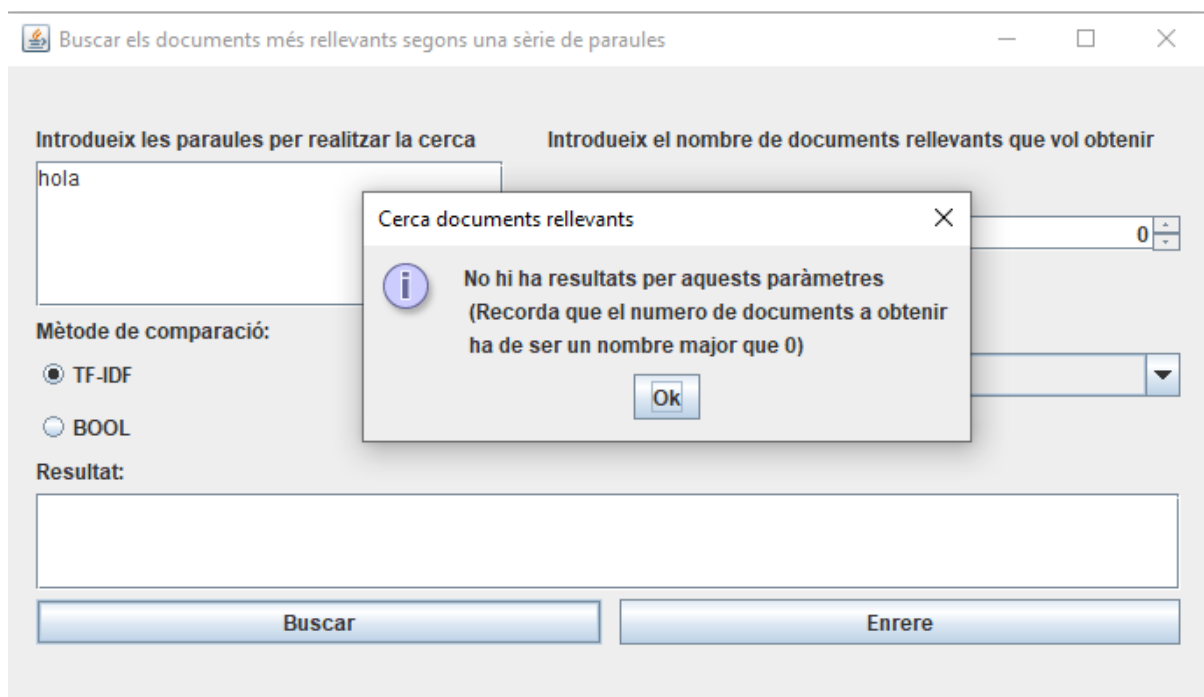 Buscar els documents més rellevants segons una sèrie de paraules
Introdueix les paraules per realitzar la cerca
Introdueix el nombre de documents rellevants que vol obtenir
hola
0
Cerca documents rellevants
No hi ha resultats per aquests paràmetres
(Recorda que el numero de documents a obtenir
ha de ser un nombre major que 0)
Ok
Mètode de comparació:
TF-IDF
BOOL
Resultat:
Buscar
Enrere